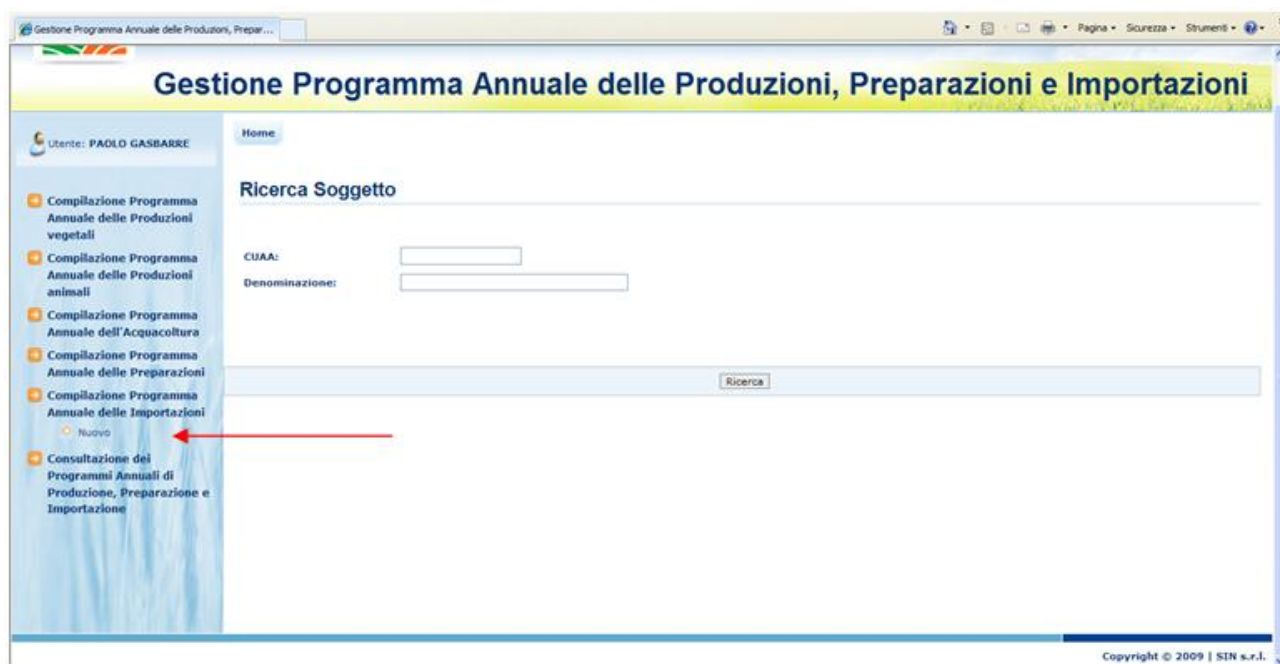 Gestione Programma Annuale delle Produzioni, Prepar...
Pagina Sicurezza Strumenti
Gestione Programma Annuale delle Produzioni, Preparazioni e Importazioni
Utente: PAOLO GASBARRE
Home
Ricerca Soggetto
Compilazione Programma
Annuale delle Produzioni
vegetali
Compilazione Programma
Annuale delle Produzioni
animali
Compilazione Programma
Annuale dell'Acquacoltura
Compilazione Programma
Annuale delle Preparazioni
Compilazione Programma
Annuale delle Importazioni
Nuovo
Consultazione dei
Programmi Annuali di
Produzione, Preparazione e
Importazione
CUAA:
Denominazione:
Ricerca
Copyright © 2009 | SIN s.r.l.